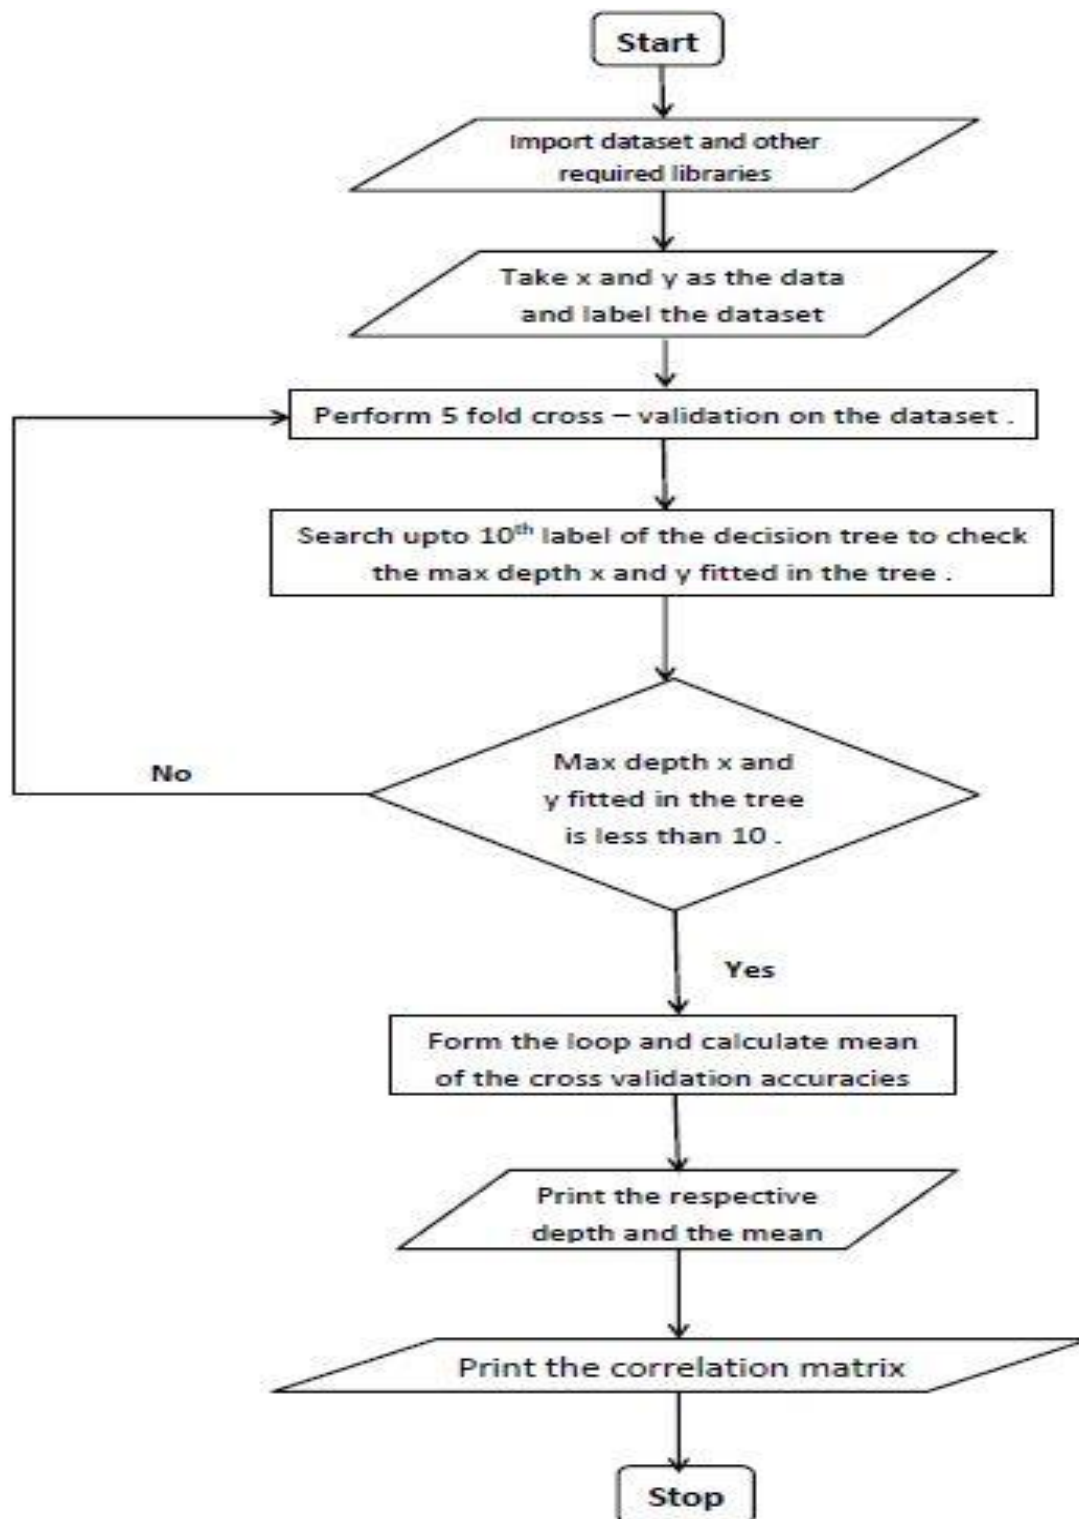 Start
Import dataset and other
required libraries
Take x and y as the data
and label the dataset
Perform 5 fold cross – validation on the dataset .
Search upto 10th label of the decision tree to check
the max depth x and y fitted in the tree .
Max depth x and
y fitted in the tree
is less than 10 .
No
Yes
Form the loop and calculate mean
of the cross validation accuracies
Print the respective
depth and the mean
Print the correlation matrix
Stop